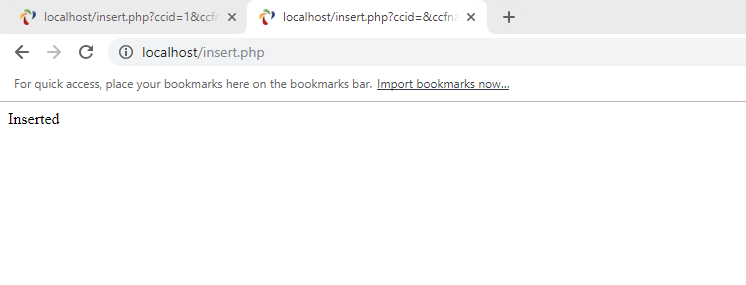 localhost/insert.php?ccid=1&ccfn
localhost/insert.php?ccid=&ccfna
localhost/insert.php
For quick access, place your bookmarks here on the bookmarks bar. Import bookmarks now...
Inserted